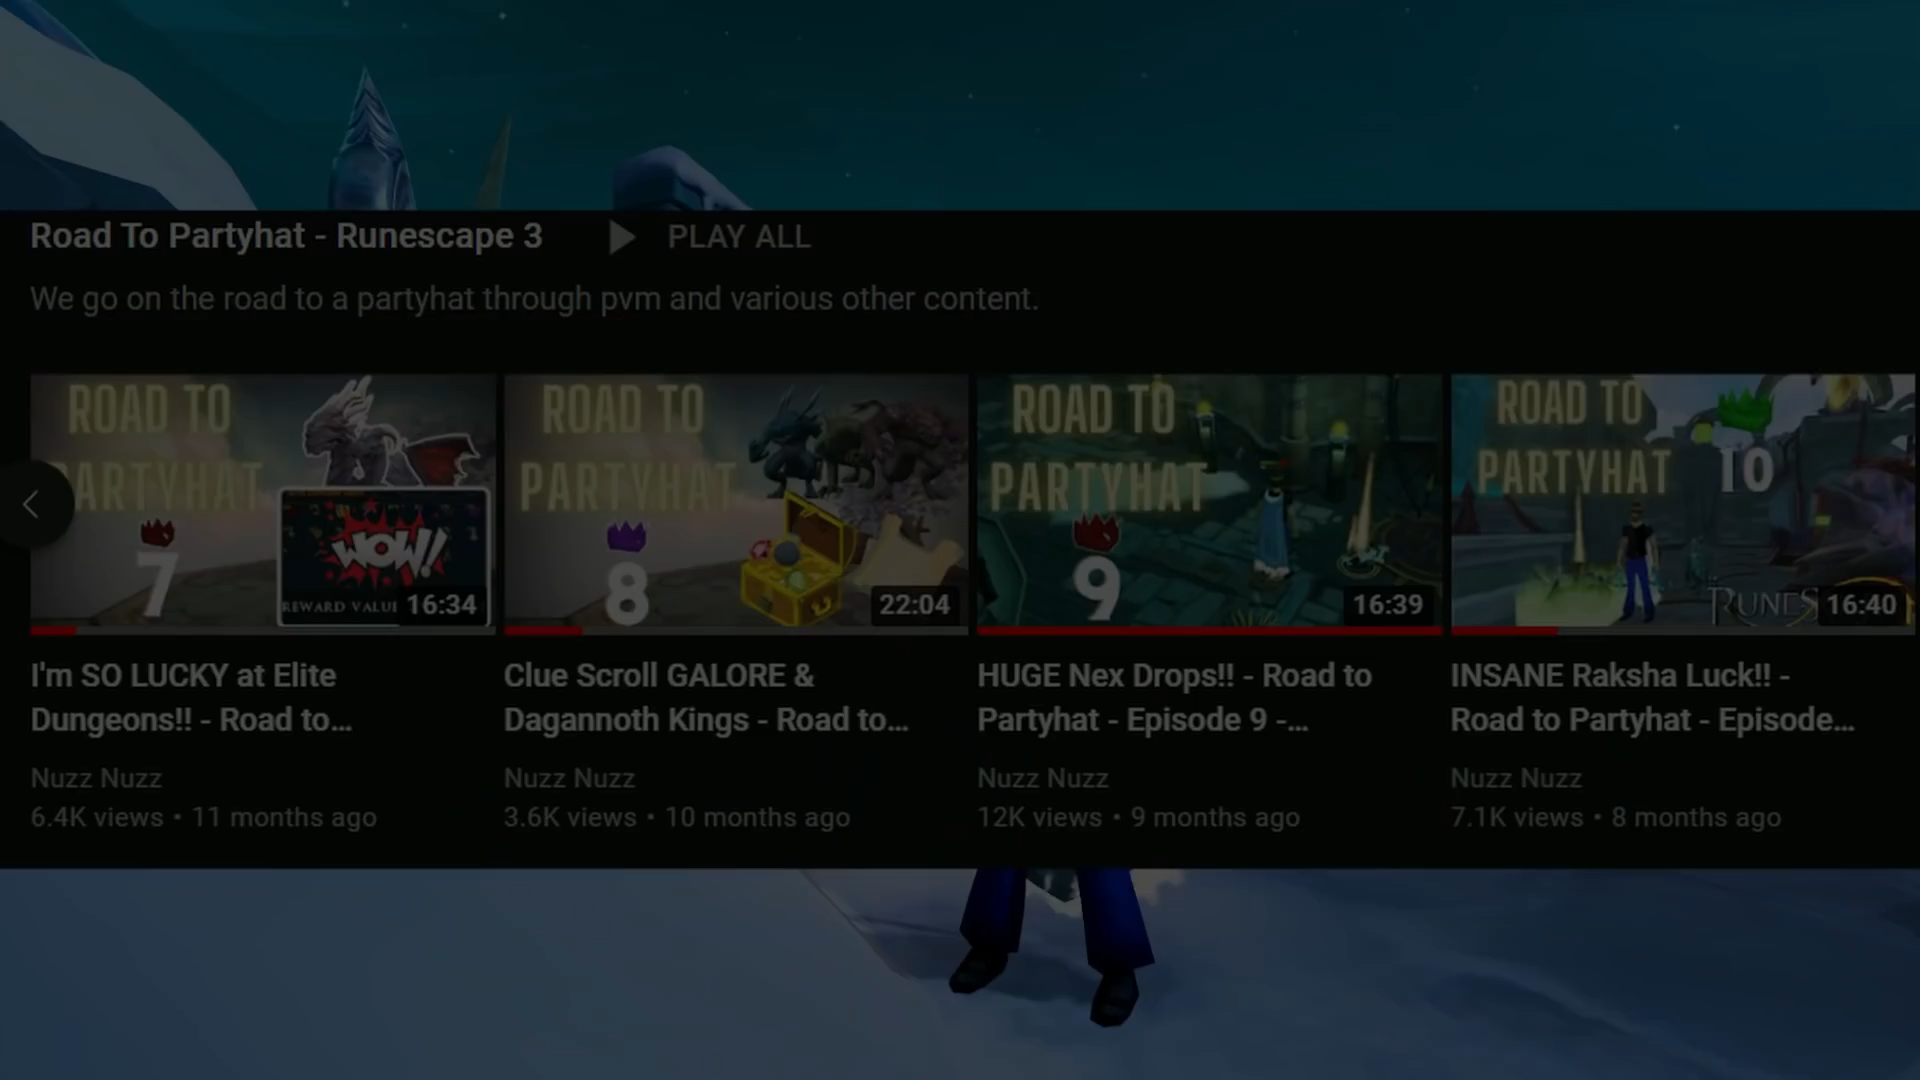 Road To Partyhat - Runescape 3
PLAY ALL
We go on the road to a partyhat through pvm and various other content.
ROAD TO
PARTYHAT
7
WOW!!
REWARD
16:34
ROAD TO
PARTYHAT
8
22:04
ROAD TO
PARTYHAT
9
16:39
ROAD TO
PARTYHAT 10
RUNES
16:40
I'm SO LUCKY at Elite
Dungeons!! - Road to...
Nuzz Nuzz
6.4K views • 11 months ago
Clue Scroll GALORE &
Dagannoth Kings - Road to...
Nuzz Nuzz
3.6K views • 10 months ago
HUGE Nex Drops!! - Road to
Partyhat - Episode 9 -...
Nuzz Nuzz
12K views • 9 months ago
INSANE Raksha Luck!! -
Road to Partyhat - Episode...
Nuzz Nuzz
7.1K views • 8 months ago